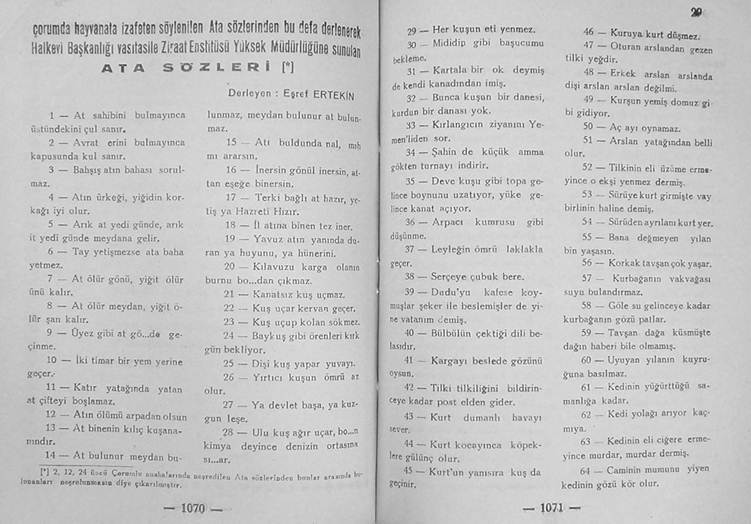 çorumda hayvanata izafeten söylenilen Ata sözlerinden bu defa derlenerek
Halkevi Başkanlığı vasıtasile Ziraat Enstitüsü Yüksek Müdürlüğüne sunulan
ATA SÖZLERİ [*]
Derleyen : Eşref ERTEKİN
1 — At sahibini bulmayınca
üstündekini çul sanır.
2 — Avrat erini bulmayınca
kapusunda kul sanır.
3 — Bahşış atın bahası sorul-
maz.
4 — Atın ürkeği, yiğidin kor-
kağı iyi olur.
5 — Arık at yedi günde, arık
it yedi günde meydana gelir.
6 — Tay yetişmezse ata baha
yetmez.
7 — At ölür gönü, yiğit ölür
ünü kalır.
8 — At ölür meydan, yiğit ö-
lür şan kalır.
9 — Üyez gibi at gö...de ge-
çinme.
10 — İki timar bir yem yerine
geçer.
11 — Katır yatağında yatan
at çifteyi boşlamaz.
12 — Atın ölümü arpadan olsun
13 — At binenin kılıç kuşana-
nındır.
14 — At bulunur meydan bu-
lunmaz, meydan bulunur at bulun-
maz.
15 — Atı buldunda nal, mıh
mı ararsın.
16 — İnersin gönül inersin, at-
tan eşeğe binersin.
17 — Terki bağlı at hazır, ye-
tiş ya Hazreti Hızır.
18 — İl atına binen tez iner.
19 — Yavuz atın yanında du-
ran ya huyunu, ya hünerini.
20 — Kılavuzu karga olanın
burnu bo...dan çıkmaz.
21 — Kanatsız kuş uçmaz.
22 — Kuş uçar kervan geçer.
23 — Kuş uçup kolan sökmez.
24 — Baykuş gibi örenleri kırk
gün bekliyor.
25 — Dişi kuş yapar yuvayı.
26 — Yırtıcı kuşun ömrü az
olur.
27 — Ya devlet başa, ya kuz-
gun leşe.
28 — Ulu kuş ağır uçar, bo...n
kimya deyince denizin ortasına
sı...ar.
[*] 2, 12, 24 üncü Çorumlu nushalarında neşredilen Ata sözlerinden bunlar arasında bu-
lunanları neşrolunmasın diye çıkarılmıştır.
— 1070 —
29
29 — Her kuşun eti yenmez.
30 — Mididip gibi başucumu
bekleme.
31 — Kartala bir ok deymiş
de kendi kanadından imiş.
32 — Bunca kuşun bir danesi,
kurdun bir danası yok.
33 — Kırlangıcın ziyanını Ye-
men'liden sor.
34 — Şahin de küçük amma
gökten turnayı indirir.
35 — Deve kuşu gibi topa ge-
lince boynunu uzatıyor, yüke ge-
lince kanat açıyor.
36 — Arpacı kumrusu gibi
düşünme.
37 — Leyleğin ömrü laklakla
geçer.
38 — Serçeye çubuk bere.
39 — Dudu'yu kafese koy-
muşlar şeker ile beslemişler de yi-
ne vatanım demiş.
40 — Bülbülün çektiği dili be-
lasıdır.
41 — Kargayı beslede gözünü
oysun.
42 — Tilki tilkiliğini bildirin-
ceye kadar post elden gider.
43 — Kurt dumanlı havayı
sever.
44 — Kurt kocayınca köpek-
lere gülünç olur.
45 — Kurt'un yanısıra kuş da
geçinir.
46 — Kuruya kurt düşmez.
47 — Oturan arslandan gezen
tilki yeğdir.
48 — Erkek arslan arslanda
dişi arslan arslan değilmi.
49 — Kurşun yemiş domuz gi-
bi gidiyor.
50 — Aç ayı oynamaz.
51 — Arslan yatağından belli
olur.
52 — Tilkinin eli üzüme erme-
yince o ekşi yenmez dermiş.
53 — Sürüye kurt girmişte vay
birlinin haline demiş.
54 — Sürüden ayrılanı kurt yer.
55 — Bana değmeyen yılan
bin yaşasın.
56 — Korkak tavşan çok yaşar.
57 — Kurbağanın vakvağası
suyu bulandırmaz.
58 — Göle su gelinceye kadar
kurbağanın gözü patlar.
59 — Tavşan dağa küsmüşte
dağın haberi bile olmamış.
60 — Uyuyan yılanın kuyru-
ğuna basılmaz.
61 — Kedinin yüğürttüğü sa-
manlığa kadar.
62 — Kedi yolağı arıyor kaç-
mıya.
63 — Kedinin eli ciğere erme-
yince murdar, murdar dermiş.
64 — Caminin mumunu yiyen
kedinin gözü kör olur.
— 1071 —